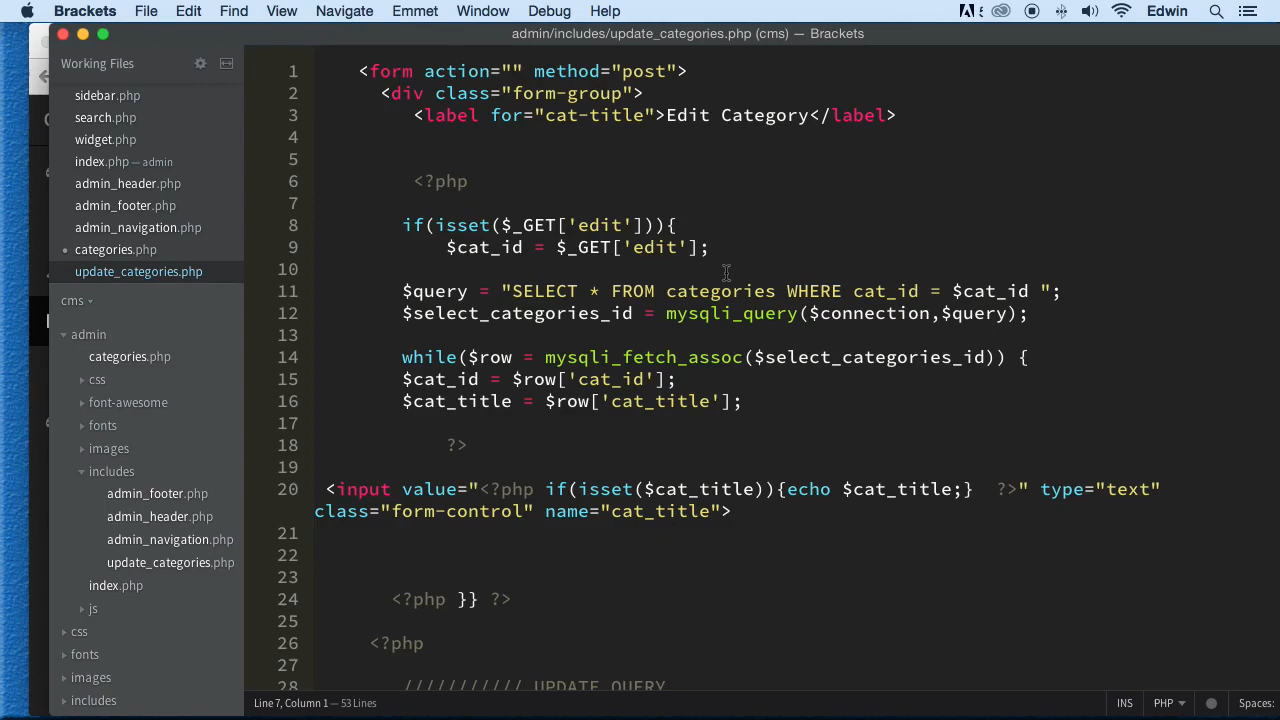 Brackets File Edit Find View Navigate Emmet Window Debug Help Edwin
admin/includes/update_categories.php (cms) — Brackets
Working Files
sidebar.php
search.php
widget.php
index.php — admin
admin_header.php
admin_footer.php
admin_navigation.php
categories.php
update_categories.php
cms
admin
categories.php
css
font-awesome
fonts
images
includes
admin_footer.php
admin_header.php
admin_navigation.php
update_categories.php
index.php
js
css
fonts
images
includes
1 <form action="" method="post">
2 <div class="form-group">
3 <label for="cat-title">Edit Category</label>
4
5
6 <?php
7
8 if(isset($_GET['edit'])){
9 $cat_id = $_GET['edit'];
10
11 $query = "SELECT * FROM categories WHERE cat_id = $cat_id ";
12 $select_categories_id = mysqli_query($connection,$query);
13
14 while($row = mysqli_fetch_assoc($select_categories_id)) {
15 $cat_id = $row['cat_id'];
16 $cat_title = $row['cat_title'];
17
18 ?>
19
20 <input value="<?php if(isset($cat_title)){echo $cat_title;} ?>" type="text"
class="form-control" name="cat_title">
21
22
23
24 <?php }} ?>
25
26 <?php
27
28 /////////// UPDATE QUERY
Line 7, Column 1 — 53 Lines
INS PHP Spaces: